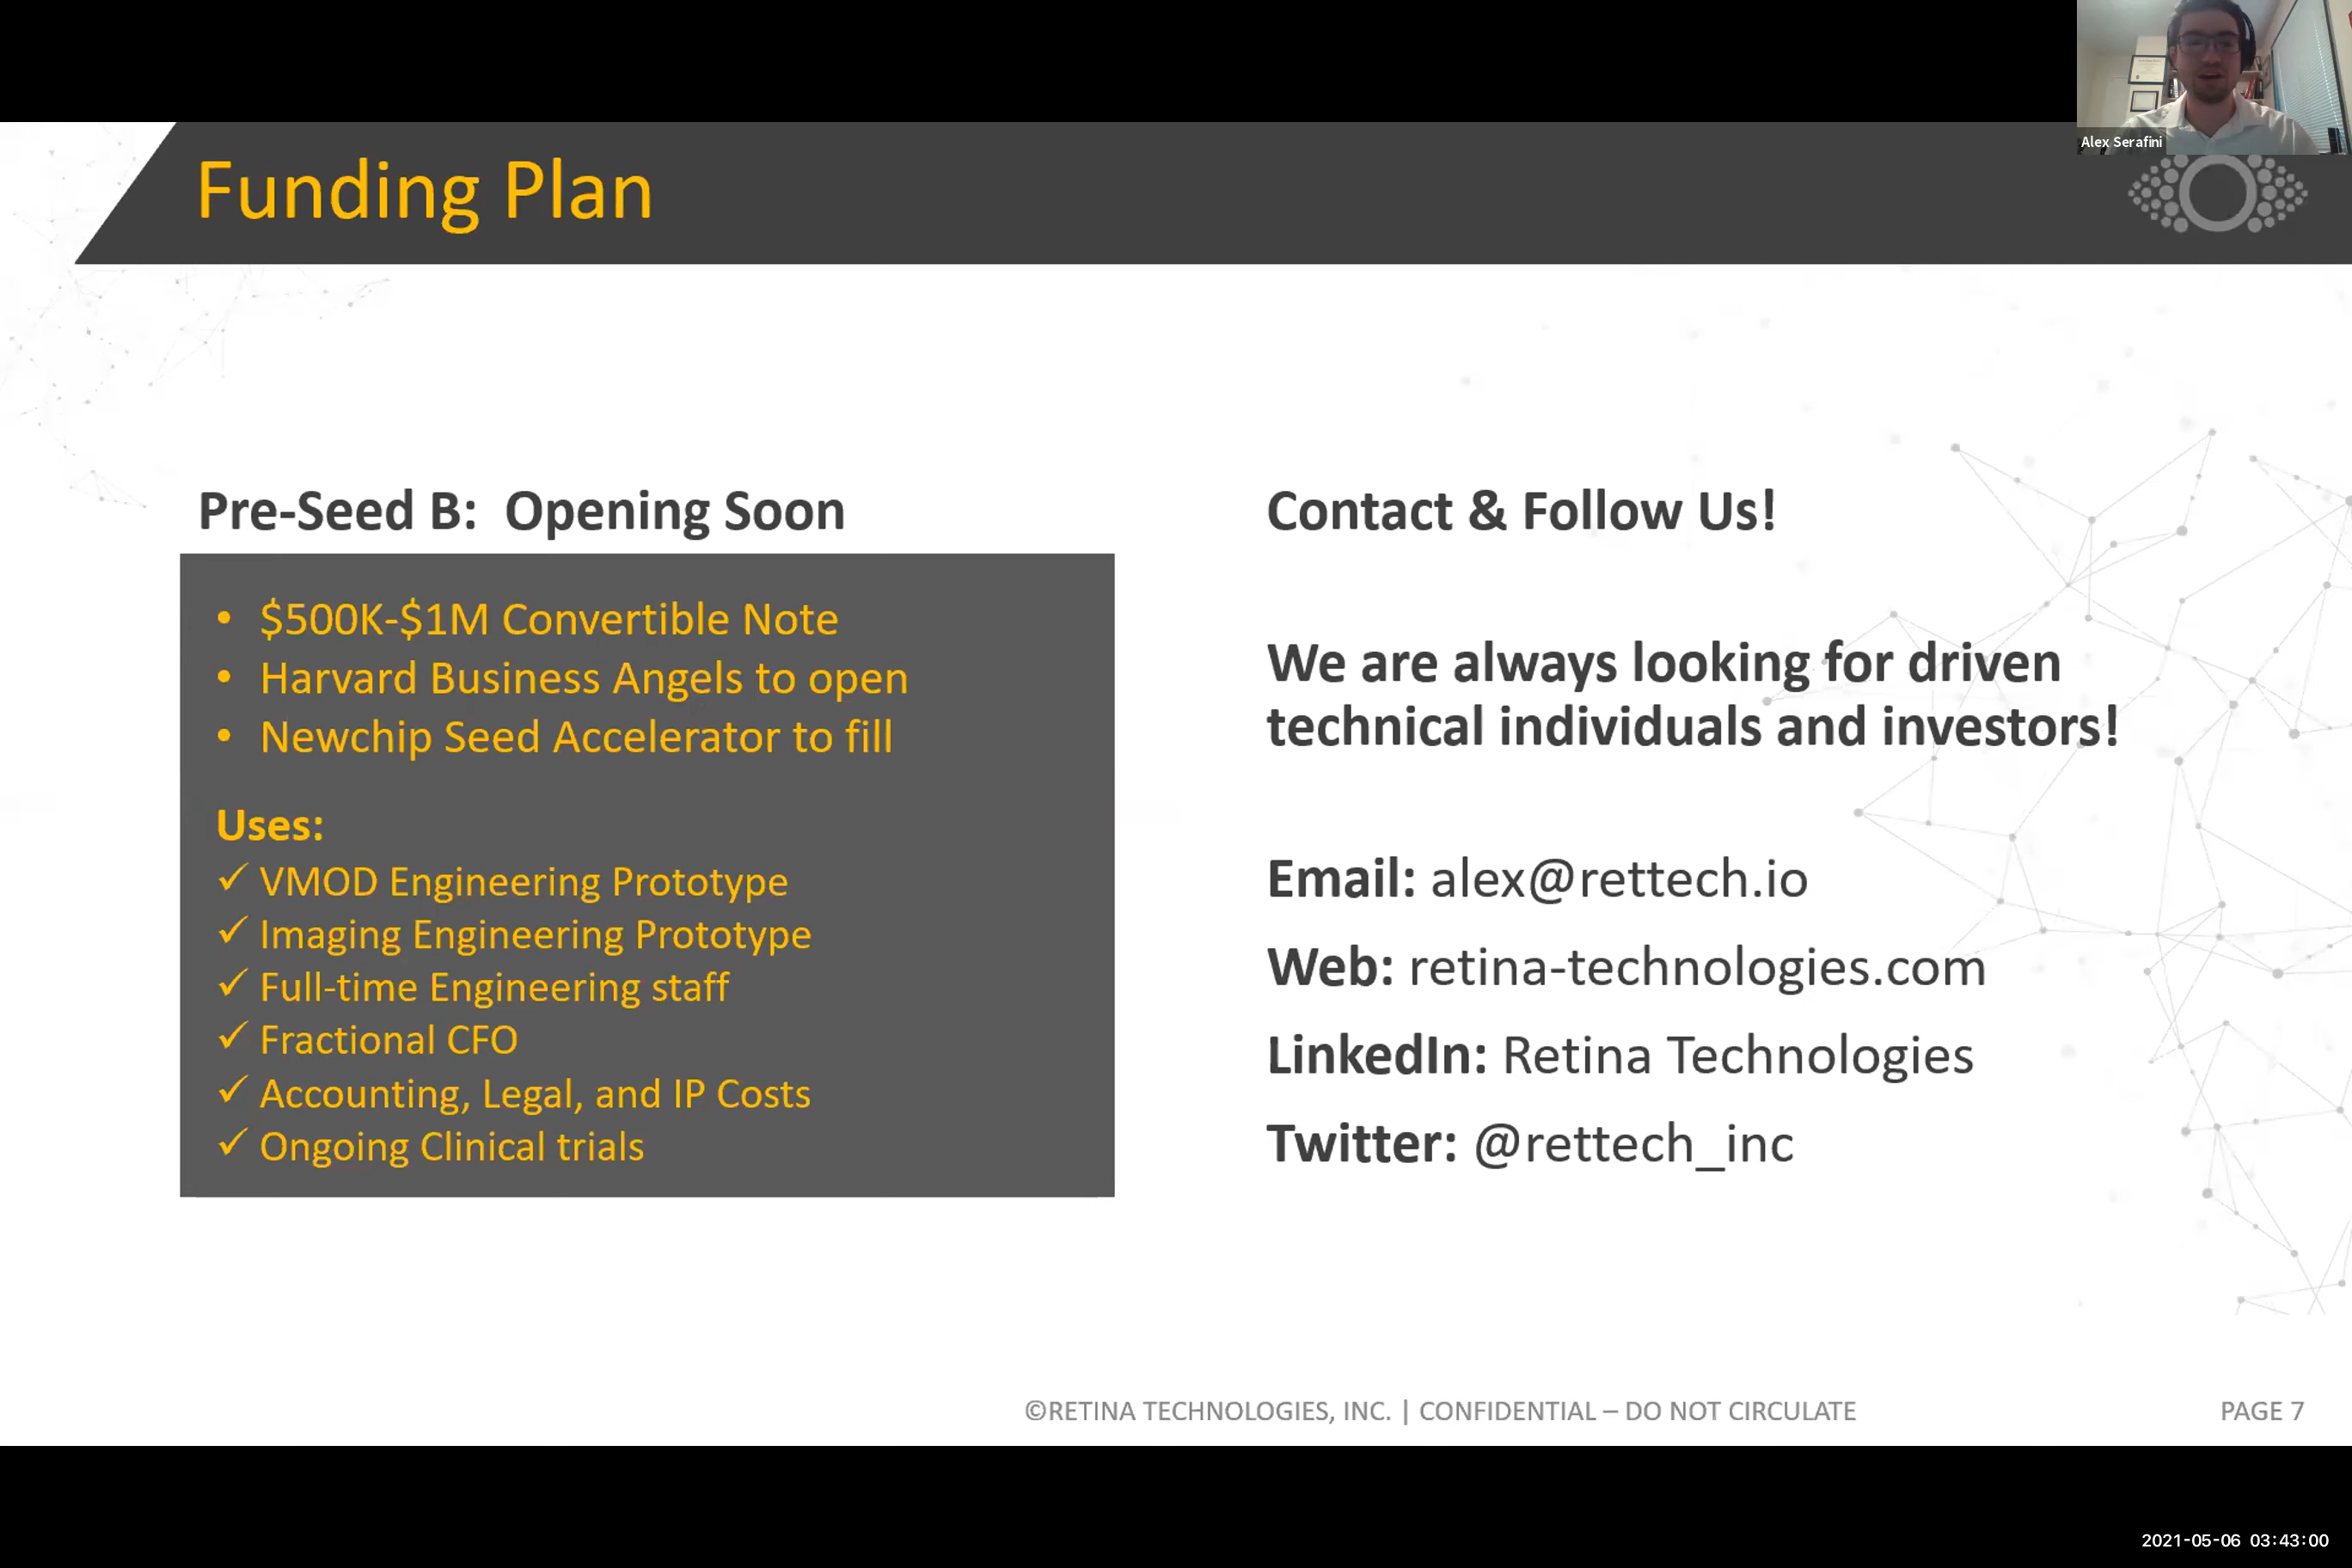 Alex Serafini
Funding Plan
Pre-Seed B:  Opening Soon
• $500K-$1M Convertible Note
• Harvard Business Angels to open
• Newchip Seed Accelerator to fill
Uses:
✓ VMOD Engineering Prototype
✓ Imaging Engineering Prototype
✓ Full-time Engineering staff
✓ Fractional CFO
✓ Accounting, Legal, and IP Costs
✓ Ongoing Clinical trials
Contact & Follow Us!
We are always looking for driven
technical individuals and investors!
Email: alex@rettech.io
Web: retina-technologies.com
LinkedIn: Retina Technologies
Twitter: @rettech_inc
©RETINA TECHNOLOGIES, INC. | CONFIDENTIAL – DO NOT CIRCULATE
PAGE 7
2021-05-06 03:43:00